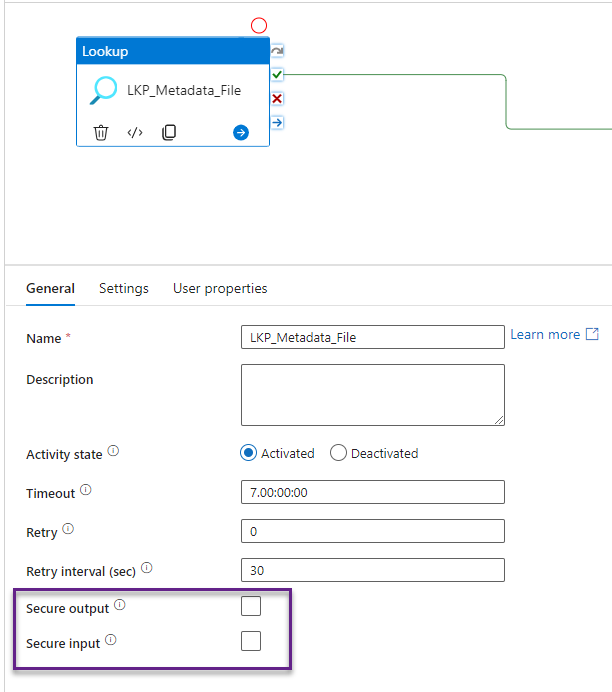 Lookup
LKP_Metadata_File
</>
General Settings User properties
Name * LKP_Metadata_File Learn more
Description
Activity state Activated Deactivated
Timeout 7.00:00:00
Retry 0
Retry interval (sec) 30
Secure output
Secure input